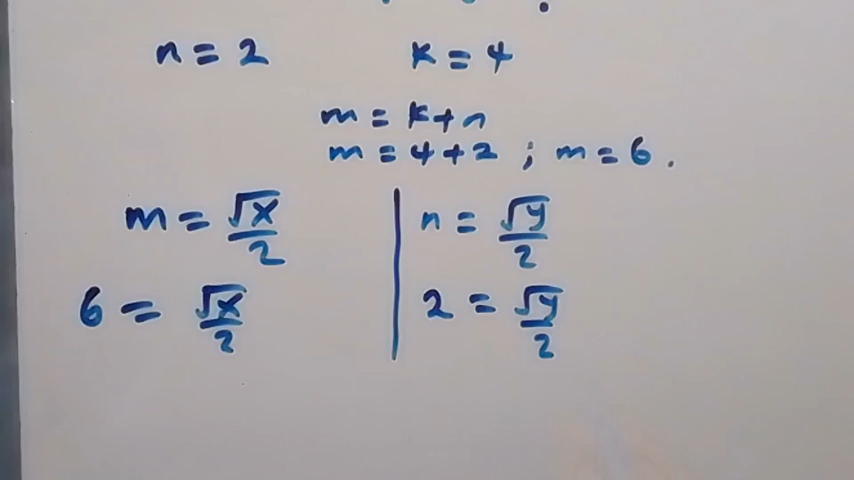 n = 2 k = 4
m = k + n
m = 4 + 2 ; m = 6 .
m = √x/2 | n = √y/2
6 = √x/2 | 2 = √y/2